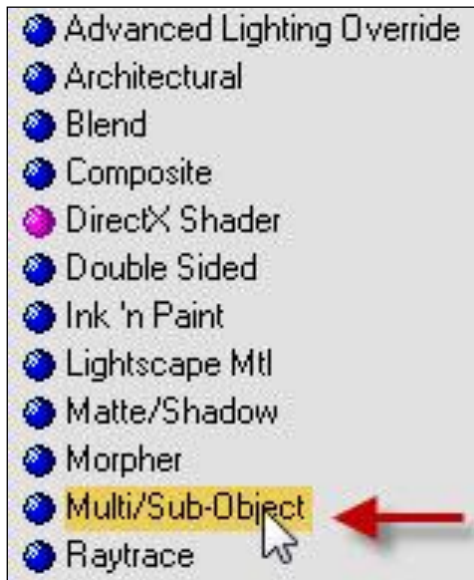 Advanced Lighting Override
Architectural
Blend
Composite
DirectX Shader
Double Sided
Ink 'n Paint
Lightscape Mtl
Matte/Shadow
Morpher
Multi/Sub-Object
Raytrace